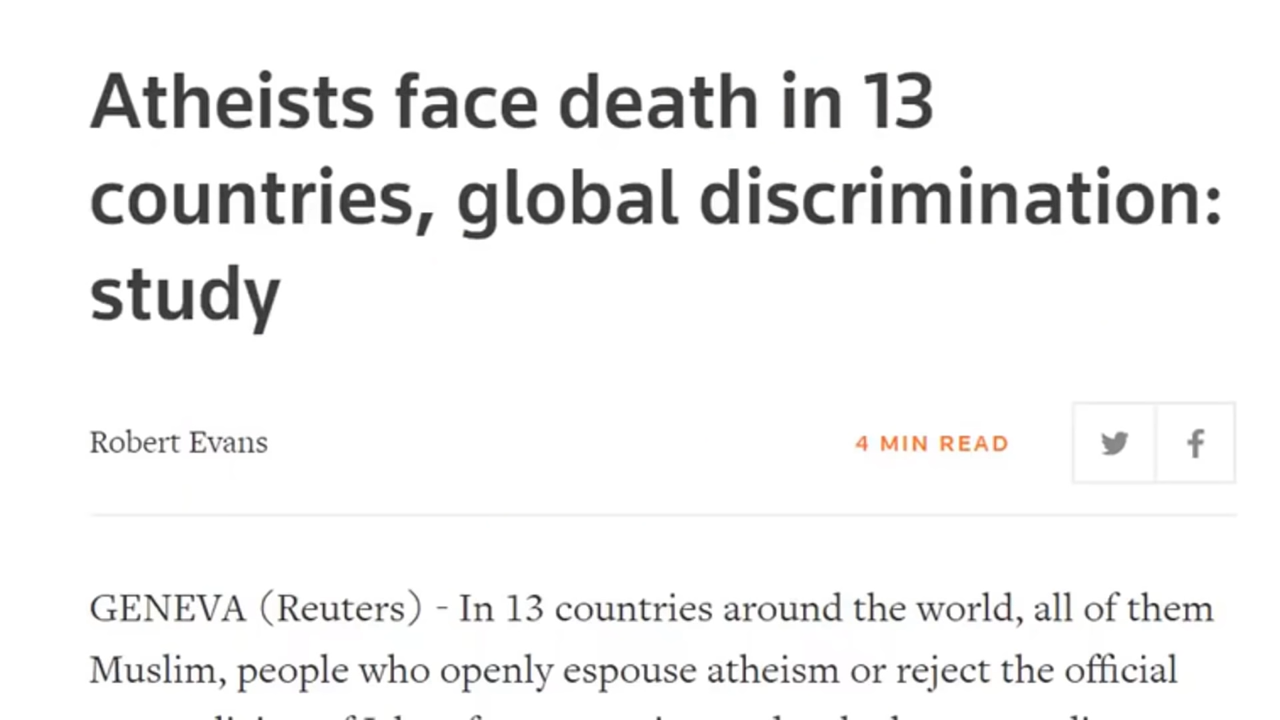 Atheists face death in 13
countries, global discrimination:
study
Robert Evans
4 MIN READ
GENEVA (Reuters) - In 13 countries around the world, all of them
Muslim, people who openly espouse atheism or reject the official